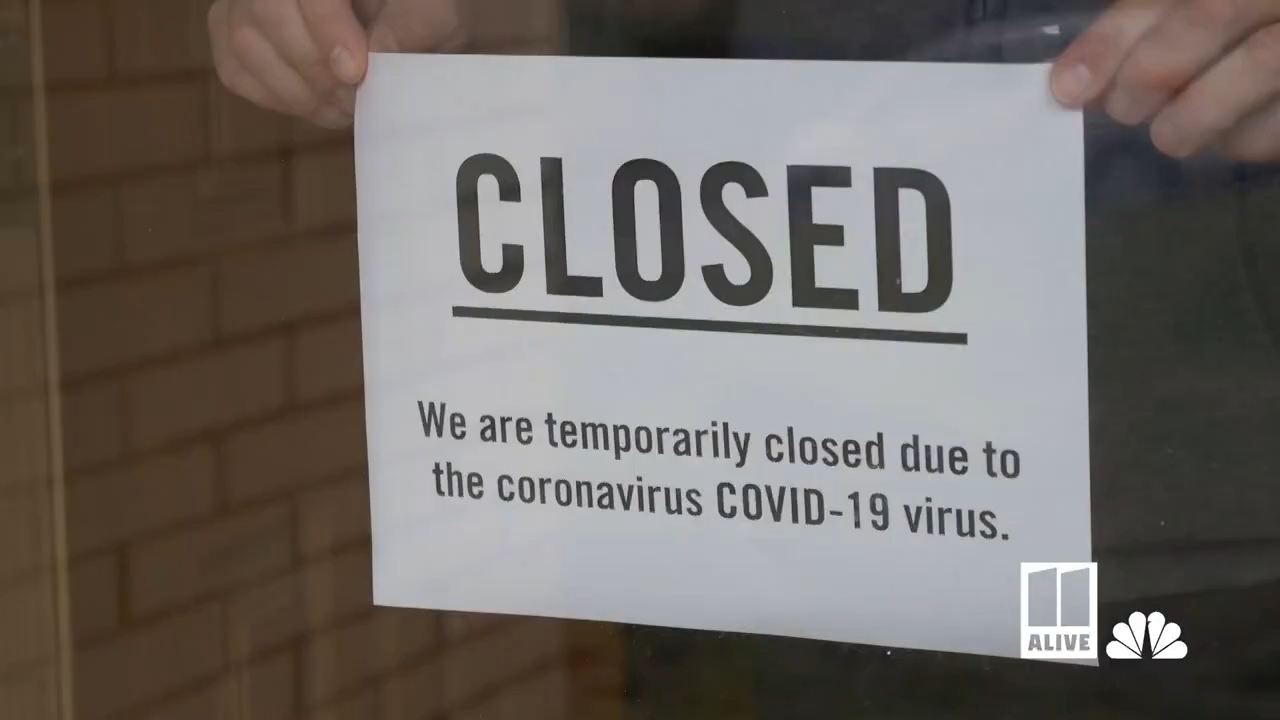 CLOSED
We are temporarily closed due to
the coronavirus COVID-19 virus.
11
ALIVE